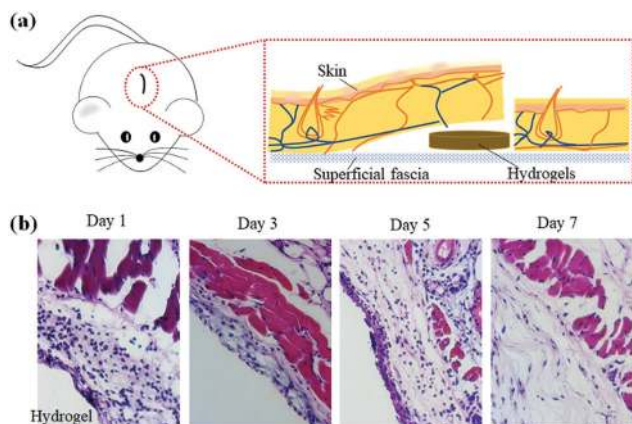 (a)
Skin
Superficial fascia
Hydrogels
(b)
Day 1
Day 3
Day 5
Day 7
Hydrogel